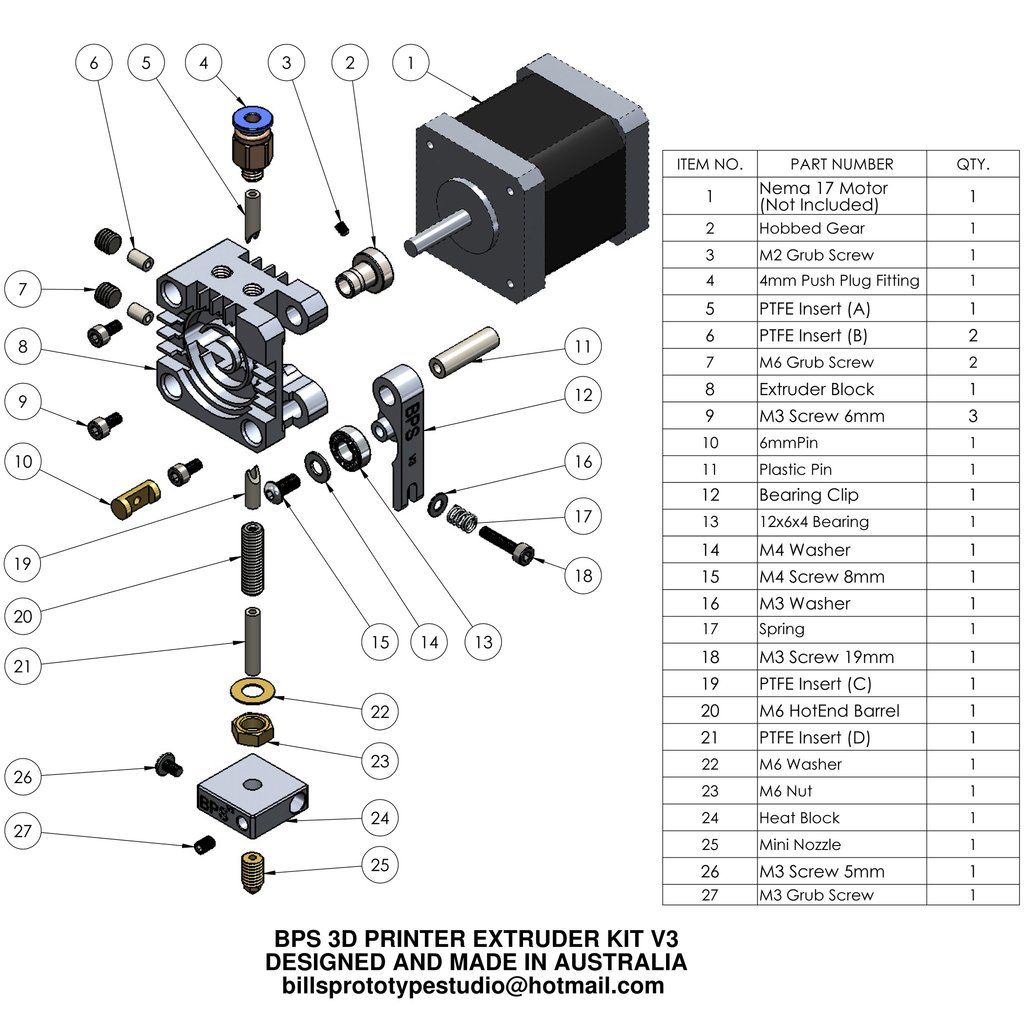 6 5 4 3 2 1
7
8
9
10
11
12
16
17
18
19
20
21
15 14 13
22
23
26
24
27
25
BPS
BPS
ITEM NO. PART NUMBER QTY.
1 Nema 17 Motor 1
(Not Included)
2 Hobbed Gear 1
3 M2 Grub Screw 1
4 4mm Push Plug Fitting 1
5 PTFE Insert (A) 1
6 PTFE Insert (B) 2
7 M6 Grub Screw 2
8 Extruder Block 1
9 M3 Screw 6mm 3
10 6mmPin 1
11 Plastic Pin 1
12 Bearing Clip 1
13 12x6x4 Bearing 1
14 M4 Washer 1
15 M4 Screw 8mm 1
16 M3 Washer 1
17 Spring 1
18 M3 Screw 19mm 1
19 PTFE Insert (C) 1
20 M6 HotEnd Barrel 1
21 PTFE Insert (D) 1
22 M6 Washer 1
23 M6 Nut 1
24 Heat Block 1
25 Mini Nozzle 1
26 M3 Screw 5mm 1
27 M3 Grub Screw 1
BPS 3D PRINTER EXTRUDER KIT V3
DESIGNED AND MADE IN AUSTRALIA
billsprototypestudio@hotmail.com